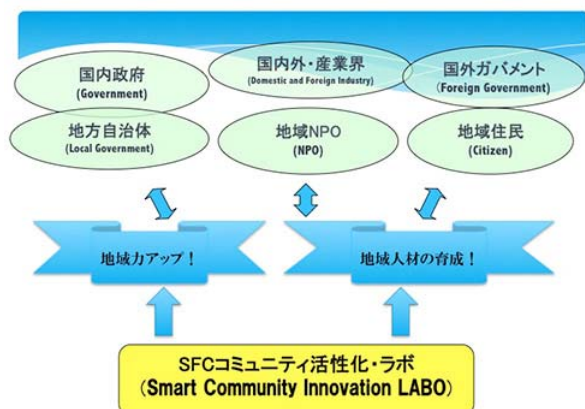 国内政府
(Government)
国内外・産業界
(Domestic and Foreign Industry)
国外ガバメント
(Foreign Government)
地方自治体
(Local Government)
地域NPO
(NPO)
地域住民
(Citizen)
地域力アップ！
地域人材の育成！
SFCコミュニティ活性化・ラボ
（Smart Community Innovation LABO）